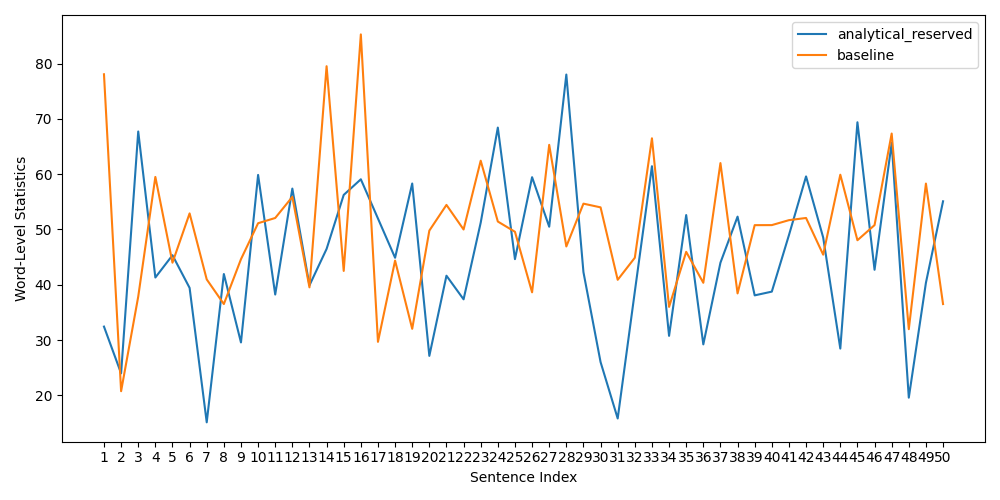 analytical_reserved
baseline
Word-Level Statistics
80
70
60
50
40
30
20
1 2 3 4 5 6 7 8 9 10 11 12 13 14 15 16 17 18 19 20 21 22 23 24 25 26 27 28 29 30 31 32 33 34 35 36 37 38 39 40 41 42 43 44 45 46 47 48 49 50
Sentence Index